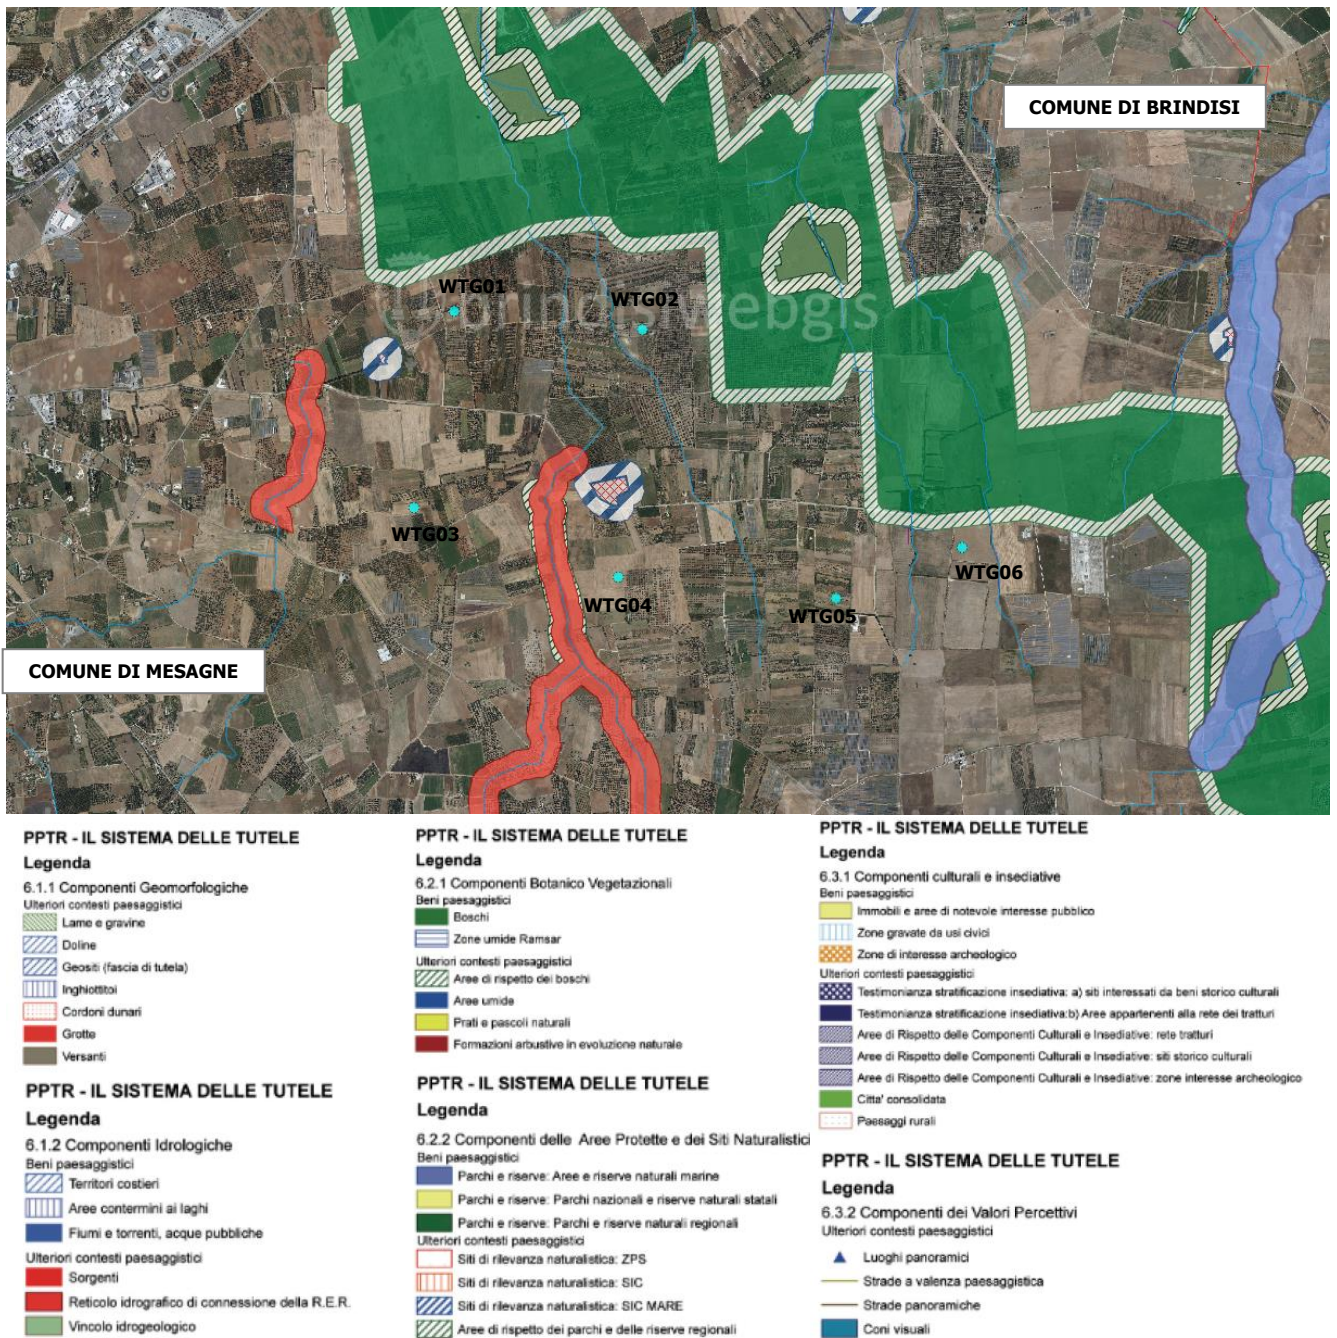 COMUNE DI BRINDISI
WTG01
WTG02
brindisiwebgis
WTG03
WTG04
WTG05
WTG06
COMUNE DI MESAGNE
PPTR - IL SISTEMA DELLE TUTELE
Legenda
6.1.1 Componenti Geomorfologiche
Ulteriori contesti paesaggistici
Lame e gravine
Doline
Geositi (fascia di tutela)
Inghiottitoi
Cordoni dunari
Grotte
Versanti
PPTR - IL SISTEMA DELLE TUTELE
Legenda
6.1.2 Componenti Idrologiche
Beni paesaggistici
Territori costieri
Aree contermini ai laghi
Fiumi e torrenti, acque pubbliche
Ulteriori contesti paesaggistici
Sorgenti
Reticolo idrografico di connessione della R.E.R.
Vincolo idrogeologico
PPTR - IL SISTEMA DELLE TUTELE
Legenda
6.2.1 Componenti Botanico Vegetazionali
Beni paesaggistici
Boschi
Zone umide Ramsar
Ulteriori contesti paesaggistici
Aree di rispetto dei boschi
Aree umide
Prati e pascoli naturali
Formazioni arbustive in evoluzione naturale
PPTR - IL SISTEMA DELLE TUTELE
Legenda
6.2.2 Componenti delle Aree Protette e dei Siti Naturalistici
Beni paesaggistici
Parchi e riserve: Aree e riserve naturali marine
Parchi e riserve: Parchi nazionali e riserve naturali statali
Parchi e riserve: Parchi e riserve naturali regionali
Ulteriori contesti paesaggistici
Siti di rilevanza naturalistica: ZPS
Siti di rilevanza naturalistica: SIC
Siti di rilevanza naturalistica: SIC MARE
Aree di rispetto dei parchi e delle riserve regionali
PPTR - IL SISTEMA DELLE TUTELE
Legenda
6.3.1 Componenti culturali e insediative
Beni paesaggistici
Immobili e aree di notevole interesse pubblico
Zone gravate da usi civici
Zone di interesse archeologico
Ulteriori contesti paesaggistici
Testimonianza stratificazione insediativa: a) siti interessati da beni storico culturali
Testimonianza stratificazione insediativa:b) Aree appartenenti alla rete dei tratturi
Aree di Rispetto delle Componenti Culturali e Insediative: rete tratturi
Aree di Rispetto delle Componenti Culturali e Insediative: siti storico culturali
Aree di Rispetto delle Componenti Culturali e Insediative: zone interesse archeologico
Citta' consolidata
Paesaggi rurali
PPTR - IL SISTEMA DELLE TUTELE
Legenda
6.3.2 Componenti dei Valori Percettivi
Ulteriori contesti paesaggistici
Luoghi panoramici
Strade a valenza paesaggistica
Strade panoramiche
Coni visuali